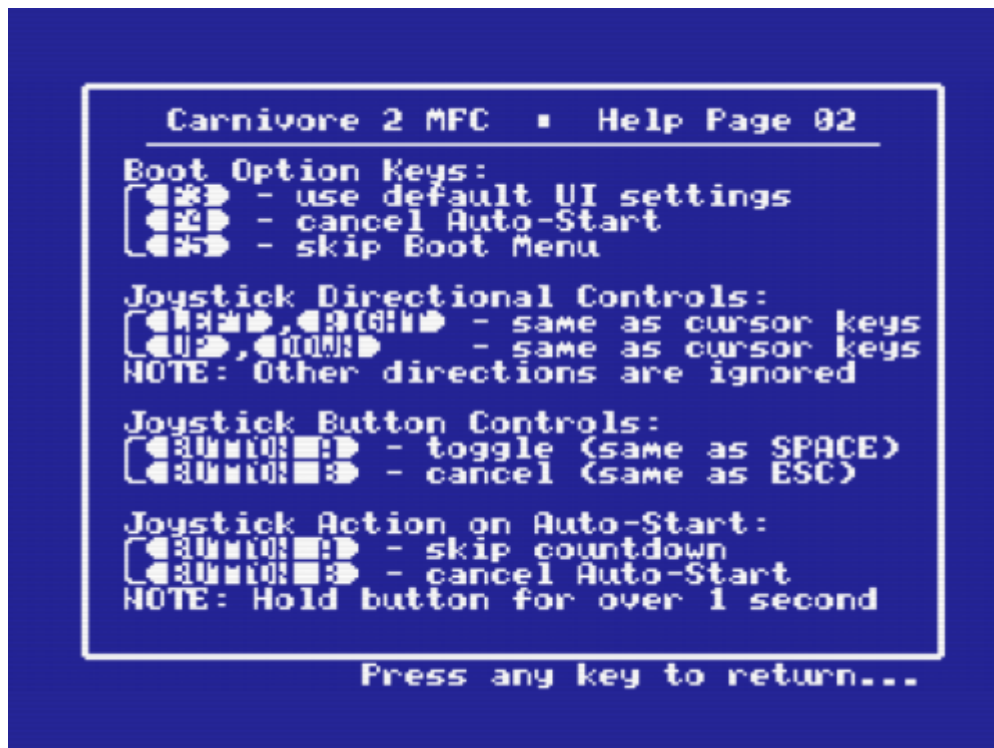 Carnivore 2 MFC ▪ Help Page 02
Boot Option Keys:
F3 - use default UI settings
F4 - cancel Auto-Start
F5 - skip Boot Menu
Joystick Directional Controls:
LEFT,RIGHT - same as cursor keys
UP,DOWN - same as cursor keys
NOTE: Other directions are ignored
Joystick Button Controls:
BUTTON A - toggle (same as SPACE)
BUTTON B - cancel (same as ESC)
Joystick Action on Auto-Start:
BUTTON A - skip countdown
BUTTON B - cancel Auto-Start
NOTE: Hold button for over 1 second
Press any key to return...